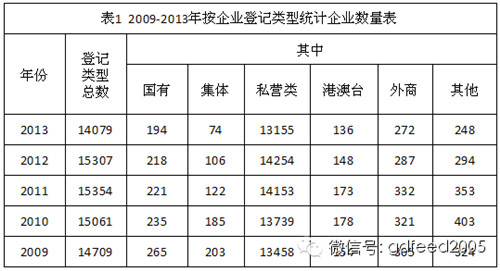 表1 2009-2013年按企业登记类型统计企业数量表
年份 登记类型总数 其中
国有 集体 私营类 港澳台 外商 其他
2013 14079 194 74 13155 136 272 248
2012 15307 218 106 14254 148 287 294
2011 15354 221 122 14153 173 332 353
2010 15061 235 185 13739 178 321 403
2009 14709 265 203 13458 154 305 324
微信号: gdfeed2005